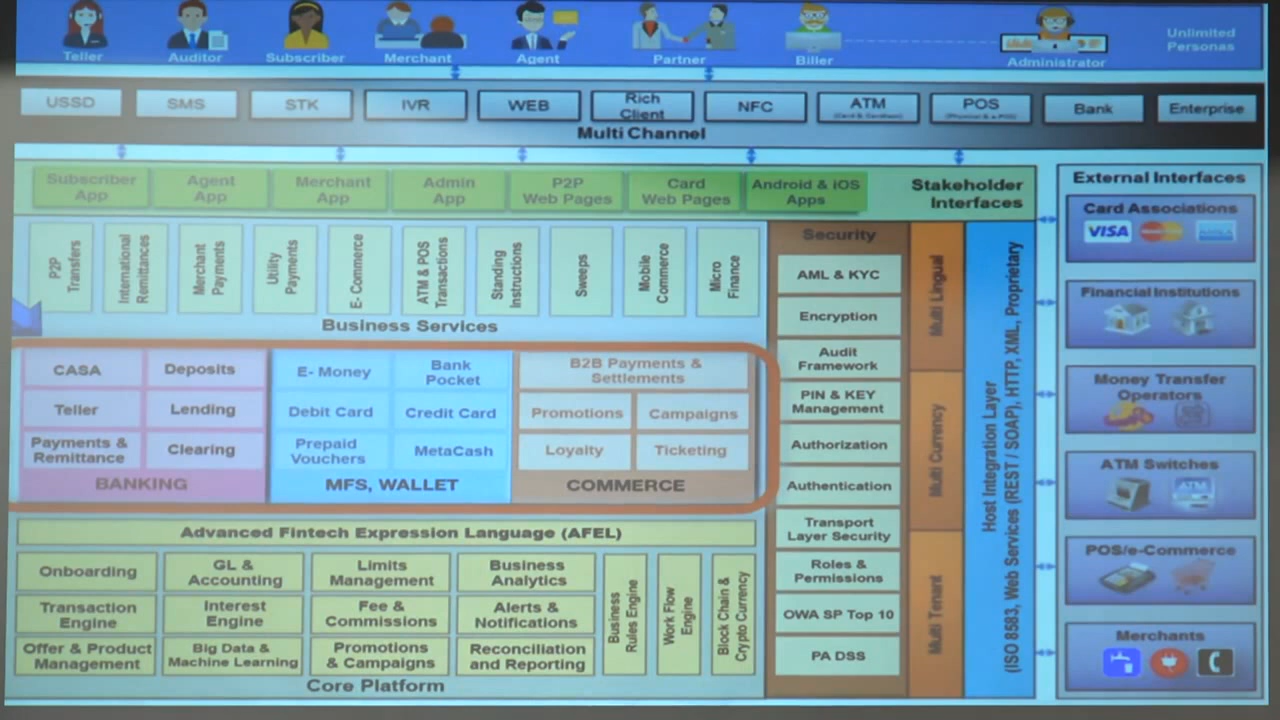 Teller
Auditor
Subscriber
Merchant
Agent
Partner
Biller
Administrator
Unlimited
Personas
USSD
SMS
STK
IVR
WEB
Rich
Client
NFC
ATM
(Card & Cardless)
POS
Bank
Enterprise
Multi Channel
Subscriber
App
Agent
App
Merchant
App
Admin
App
P2P
Web Pages
Card
Web Pages
Android & iOS
Apps
Stakeholder
Interfaces
P2P
Transfers
International
Remittances
Merchant
Payments
Utility
Payments
E- Commerce
ATM & POS
Transactions
Standing
Instructions
Sweeps
Mobile
Commerce
Micro
Finance
Business Services
CASA
Deposits
Teller
Lending
Payments &
Remittance
Clearing
BANKING
E- Money
Bank
Pocket
Debit Card
Credit Card
Prepaid
Vouchers
MetaCash
MFS, WALLET
B2B Payments &
Settlements
Promotions
Campaigns
Loyalty
Ticketing
COMMERCE
Advanced Fintech Expression Language (AFEL)
Onboarding
GL &
Accounting
Limits
Management
Business
Analytics
Transaction
Engine
Interest
Engine
Fee &
Commissions
Alerts &
Notifications
Offer & Product
Management
Big Data &
Machine Learning
Promotions
& Campaigns
Reconciliation
and Reporting
Business
Rules Engine
Work Flow
Engine
Block Chain &
Crypto Currency
Core Platform
Security
AML & KYC
Encryption
Audit
Framework
PIN & KEY
Management
Authorization
Authentication
Transport
Layer Security
Roles &
Permissions
OWA SP Top 10
PA DSS
Multi Lingual
Multi Currency
Multi Tenant
Host Integration Layer
(ISO 8583, Web Services (REST / SOAP), HTTP, XML, Proprietary
External Interfaces
Card Associations
VISA
Financial Institutions
Money Transfer
Operators
ATM Switches
ATM
POS/e-Commerce
Merchants